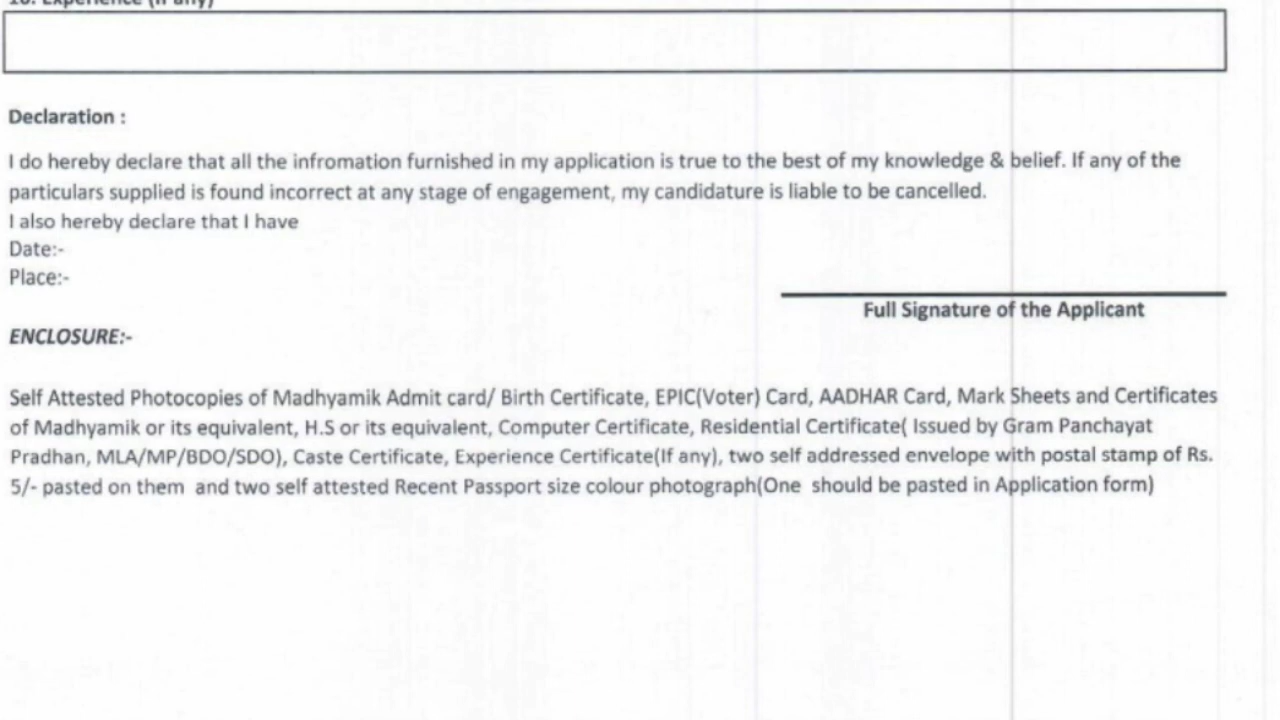 10. Experience (if any)
Declaration :
I do hereby declare that all the infromation furnished in my application is true to the best of my knowledge & belief. If any of the
particulars supplied is found incorrect at any stage of engagement, my candidature is liable to be cancelled.
I also hereby declare that I have
Date:-
Place:-
Full Signature of the Applicant
ENCLOSURE:-
Self Attested Photocopies of Madhyamik Admit card/ Birth Certificate, EPIC(Voter) Card, AADHAR Card, Mark Sheets and Certificates
of Madhyamik or its equivalent, H.S or its equivalent, Computer Certificate, Residential Certificate( Issued by Gram Panchayat
Pradhan, MLA/MP/BDO/SDO), Caste Certificate, Experience Certificate(If any), two self addressed envelope with postal stamp of Rs.
5/- pasted on them  and two self attested Recent Passport size colour photograph(One  should be pasted in Application form)